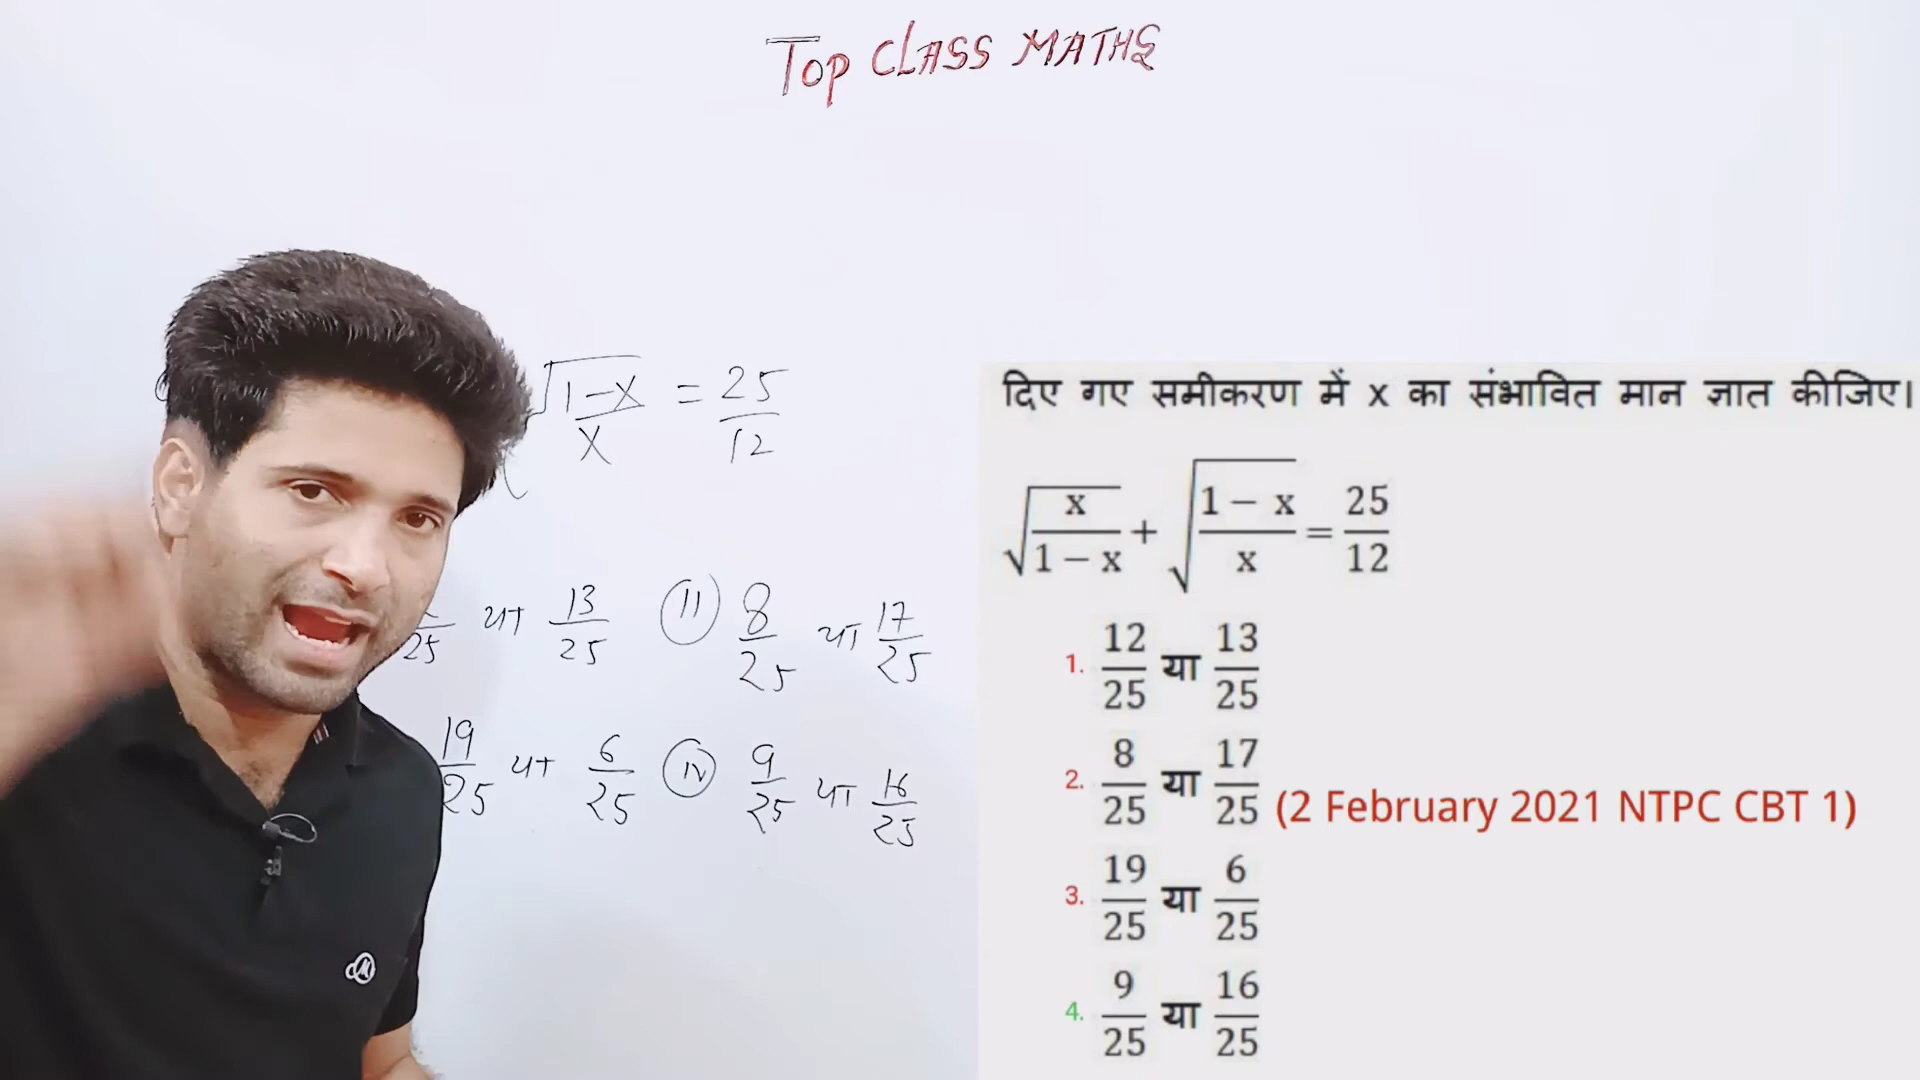 Top CLASS MATHS
√1-x/x = 25/12
25 या 13/25 (II) 8/25 या 17/25
19/25 या 6/25 (IV) 9/25 या 16/25
दिए गए समीकरण में x का संभावित मान ज्ञात कीजिए।
√x/1 − x + √1 − x/x = 25/12
1. 12/25 या 13/25
2. 8/25 या 17/25 (2 February 2021 NTPC CBT 1)
3. 19/25 या 6/25
4. 9/25 या 16/25